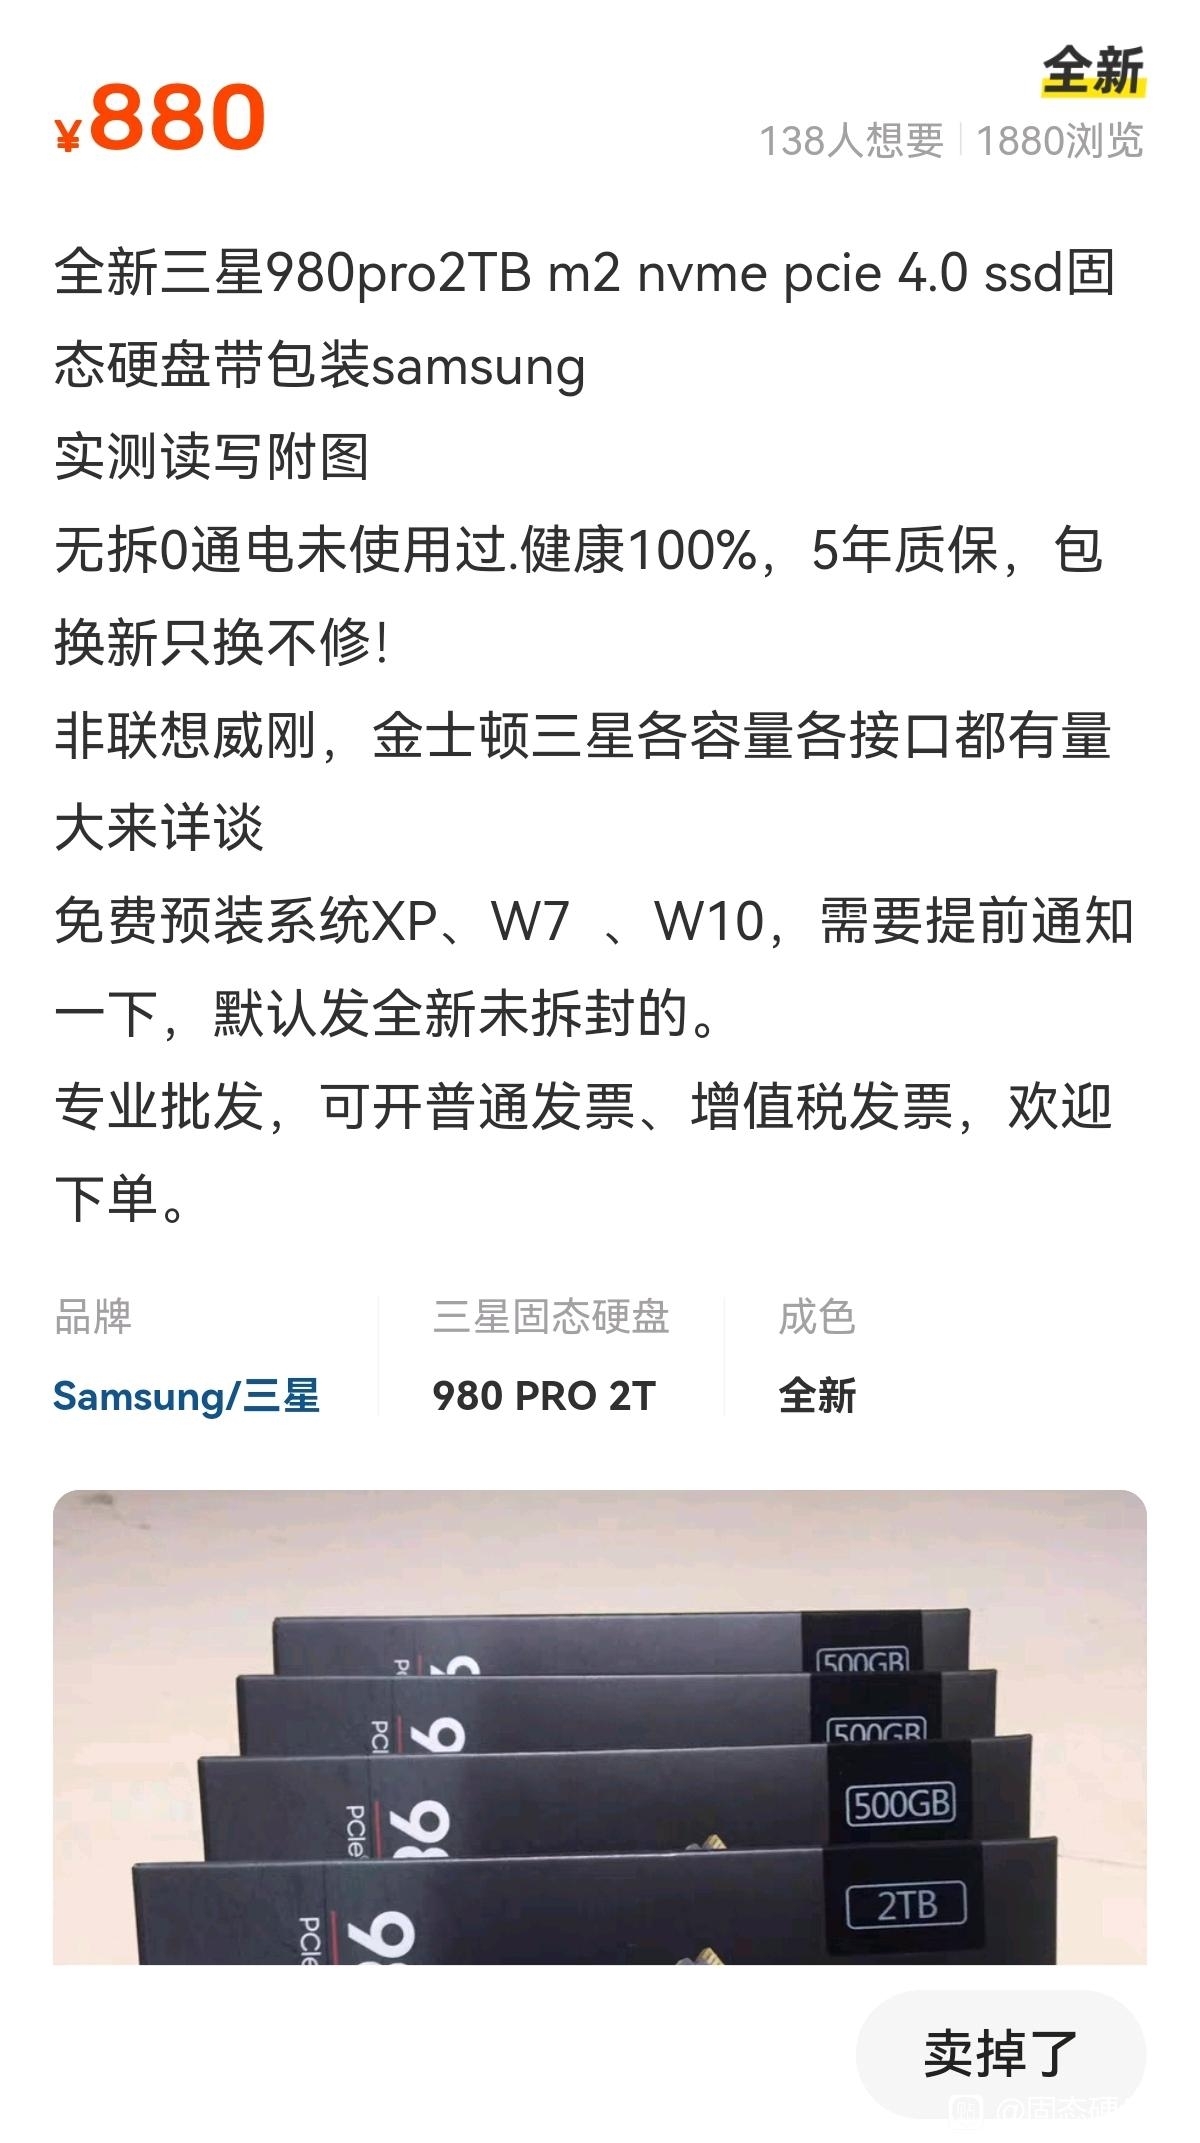 ¥880
全新
138人想要 1880浏览
全新三星980pro2TB m2 nvme pcie 4.0 ssd固
态硬盘带包装samsung
实测读写附图
无拆0通电未使用过.健康100%，5年质保，包
换新只换不修！
非联想威刚，金士顿三星各容量各接口都有量
大来详谈
免费预装系统XP、W7 、W10，需要提前通知
一下，默认发全新未拆封的。
专业批发，可开普通发票、增值税发票，欢迎
下单。
品牌 三星固态硬盘 成色
Samsung/三星 980 PRO 2T 全新
500GB
500GB
PCIe 98 500GB
PCIe 2TB
卖掉了
@固态硬